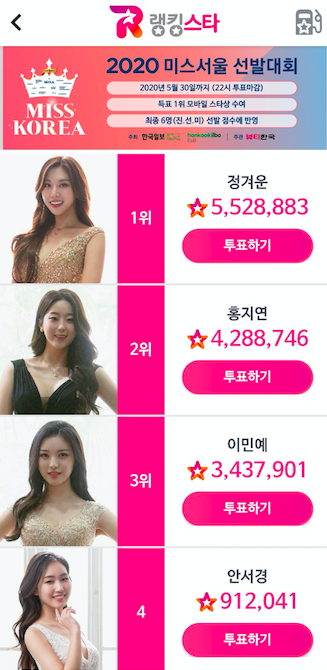 랭킹스타
MISS
KOREA
2020 미스서울 선발대회
2020년 5월 30일까지 (22시 투표마감)
득표 1위 모바일 스타상 수여
최종 6명(진.선.미) 선발 점수에 반영
주최 한국일보 hankookilbo E&B 주관 뷰티한국
1위
정겨운
5,528,883
투표하기
2위
홍지연
4,288,746
투표하기
3위
이민예
3,437,901
투표하기
4
안서경
912,041
투표하기